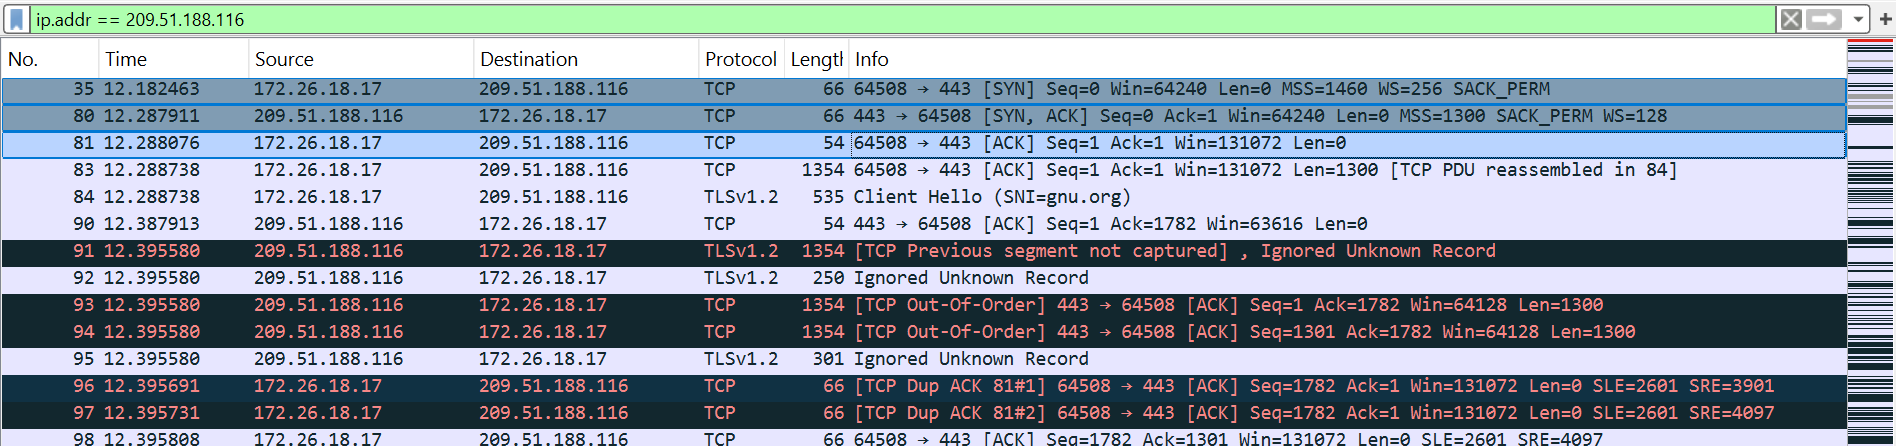 ip.addr == 209.51.188.116
No. Time Source Destination Protocol Length Info
35 12.182463 172.26.18.17 209.51.188.116 TCP 66 64508 → 443 [SYN] Seq=0 Win=64240 Len=0 MSS=1460 WS=256 SACK_PERM
80 12.287911 209.51.188.116 172.26.18.17 TCP 66 443 → 64508 [SYN, ACK] Seq=0 Ack=1 Win=64240 Len=0 MSS=1300 SACK_PERM WS=128
81 12.288076 172.26.18.17 209.51.188.116 TCP 54 64508 → 443 [ACK] Seq=1 Ack=1 Win=131072 Len=0
83 12.288738 172.26.18.17 209.51.188.116 TCP 1354 64508 → 443 [ACK] Seq=1 Ack=1 Win=131072 Len=1300 [TCP PDU reassembled in 84]
84 12.288738 172.26.18.17 209.51.188.116 TLSv1.2 535 Client Hello (SNI=gnu.org)
90 12.387913 209.51.188.116 172.26.18.17 TCP 54 443 → 64508 [ACK] Seq=1 Ack=1782 Win=63616 Len=0
91 12.395580 209.51.188.116 172.26.18.17 TLSv1.2 1354 [TCP Previous segment not captured] , Ignored Unknown Record
92 12.395580 209.51.188.116 172.26.18.17 TLSv1.2 250 Ignored Unknown Record
93 12.395580 209.51.188.116 172.26.18.17 TCP 1354 [TCP Out-Of-Order] 443 → 64508 [ACK] Seq=1 Ack=1782 Win=64128 Len=1300
94 12.395580 209.51.188.116 172.26.18.17 TCP 1354 [TCP Out-Of-Order] 443 → 64508 [ACK] Seq=1301 Ack=1782 Win=64128 Len=1300
95 12.395580 209.51.188.116 172.26.18.17 TLSv1.2 301 Ignored Unknown Record
96 12.395691 172.26.18.17 209.51.188.116 TCP 66 [TCP Dup ACK 81#1] 64508 → 443 [ACK] Seq=1782 Ack=1 Win=131072 Len=0 SLE=2601 SRE=3901
97 12.395731 172.26.18.17 209.51.188.116 TCP 66 [TCP Dup ACK 81#2] 64508 → 443 [ACK] Seq=1782 Ack=1 Win=131072 Len=0 SLE=2601 SRE=4097
98 12.395808 172.26.18.17 209.51.188.116 TCP 66 64508 → 443 [ACK] Seq=1782 Ack=1301 Win=131072 Len=0 SLE=2601 SRE=4097